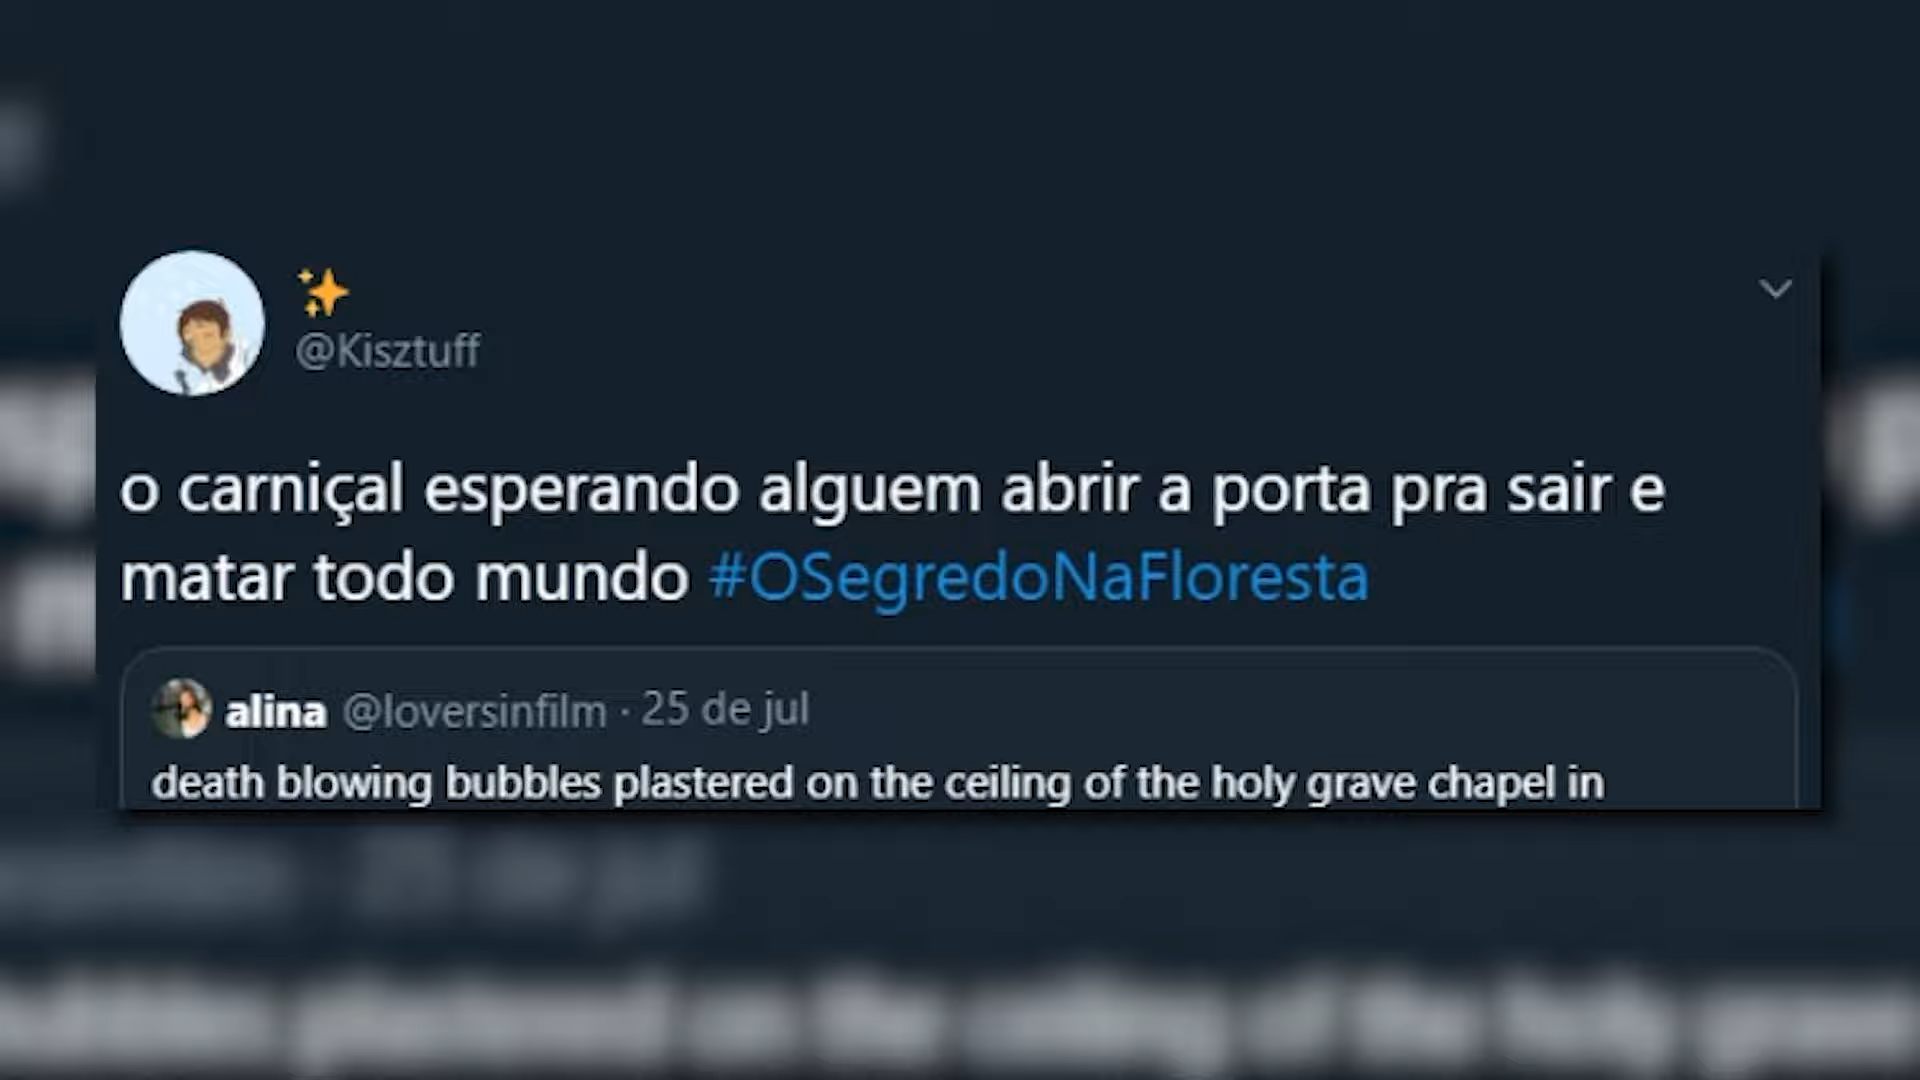 ✨
@Kisztuff
o carniçal esperando alguem abrir a porta pra sair e
matar todo mundo #OSegredoNaFloresta
alina @loversinfilm · 25 de jul
death blowing bubbles plastered on the ceiling of the holy grave chapel in